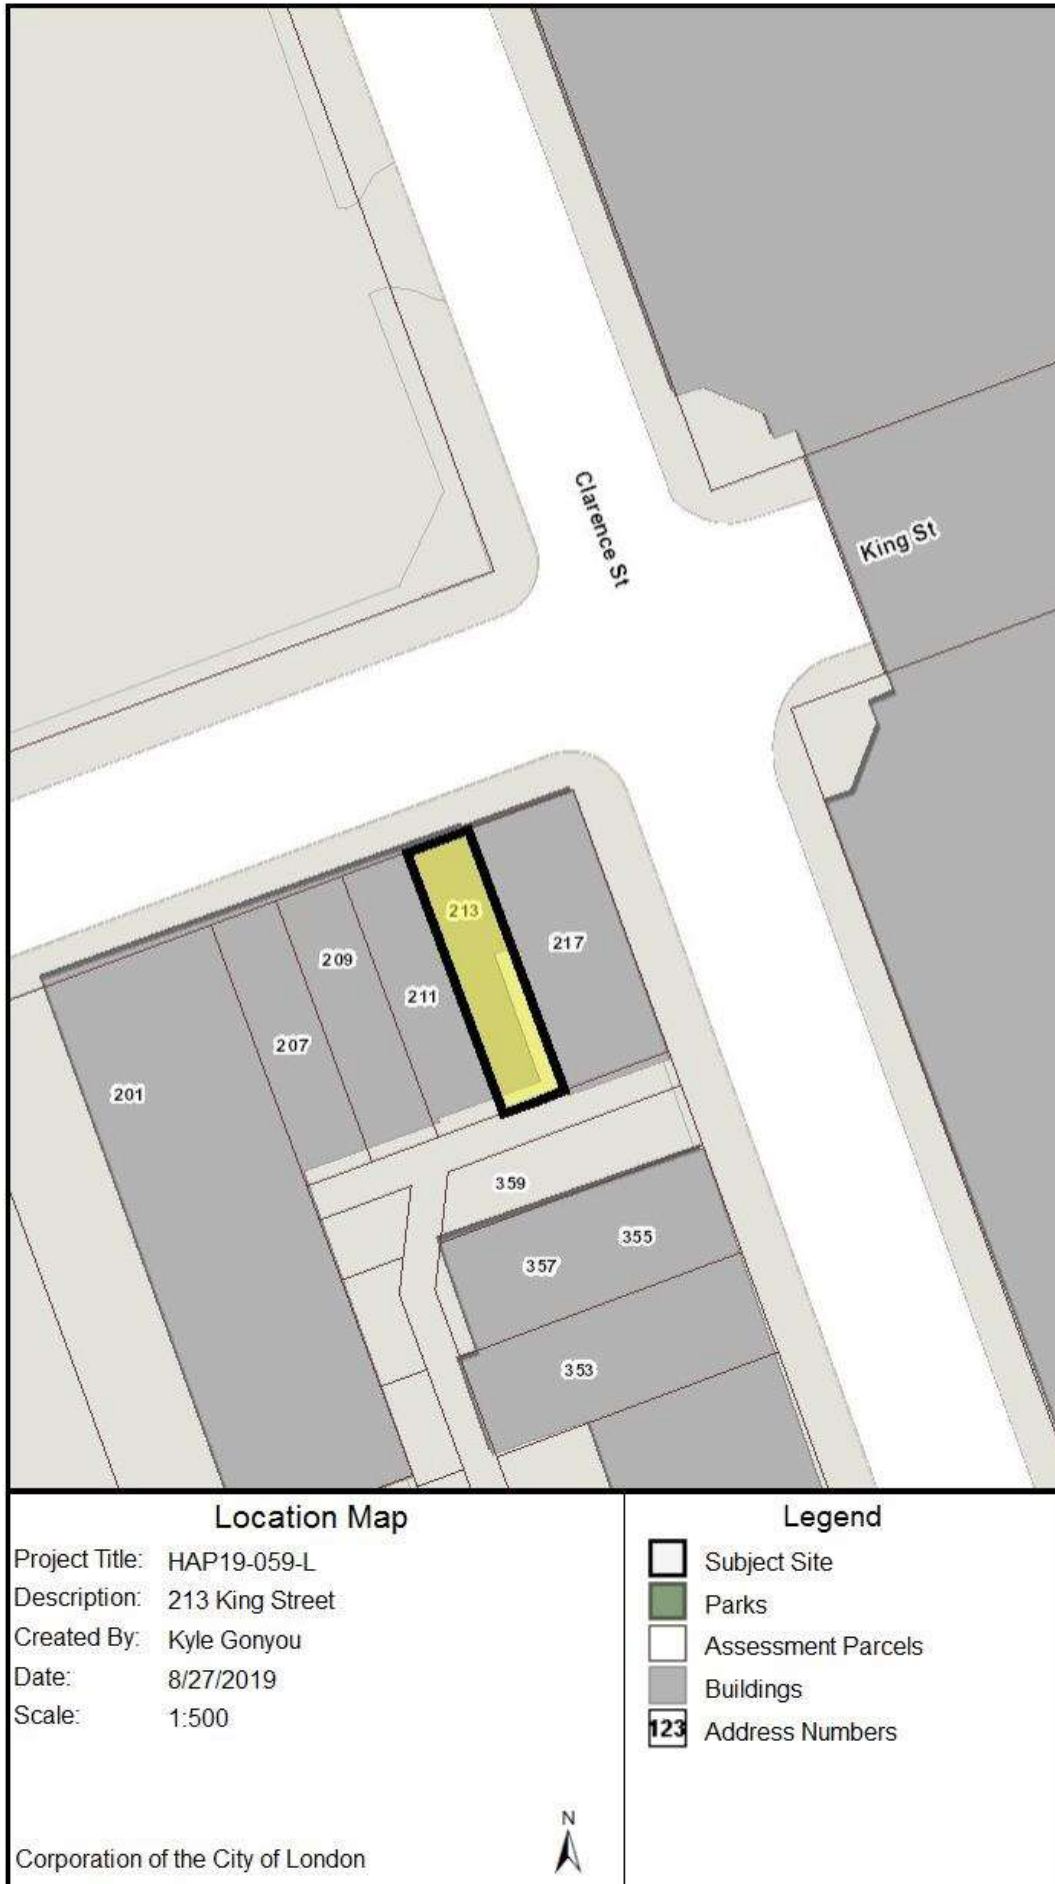 Clarence St
King St
213
217
209
211
207
201
359
355
357
353
Location Map
Project Title: HAP19-059-L
Description: 213 King Street
Created By: Kyle Gonyou
Date: 8/27/2019
Scale: 1:500
Corporation of the City of London
N
Legend
Subject Site
Parks
Assessment Parcels
Buildings
123 Address Numbers